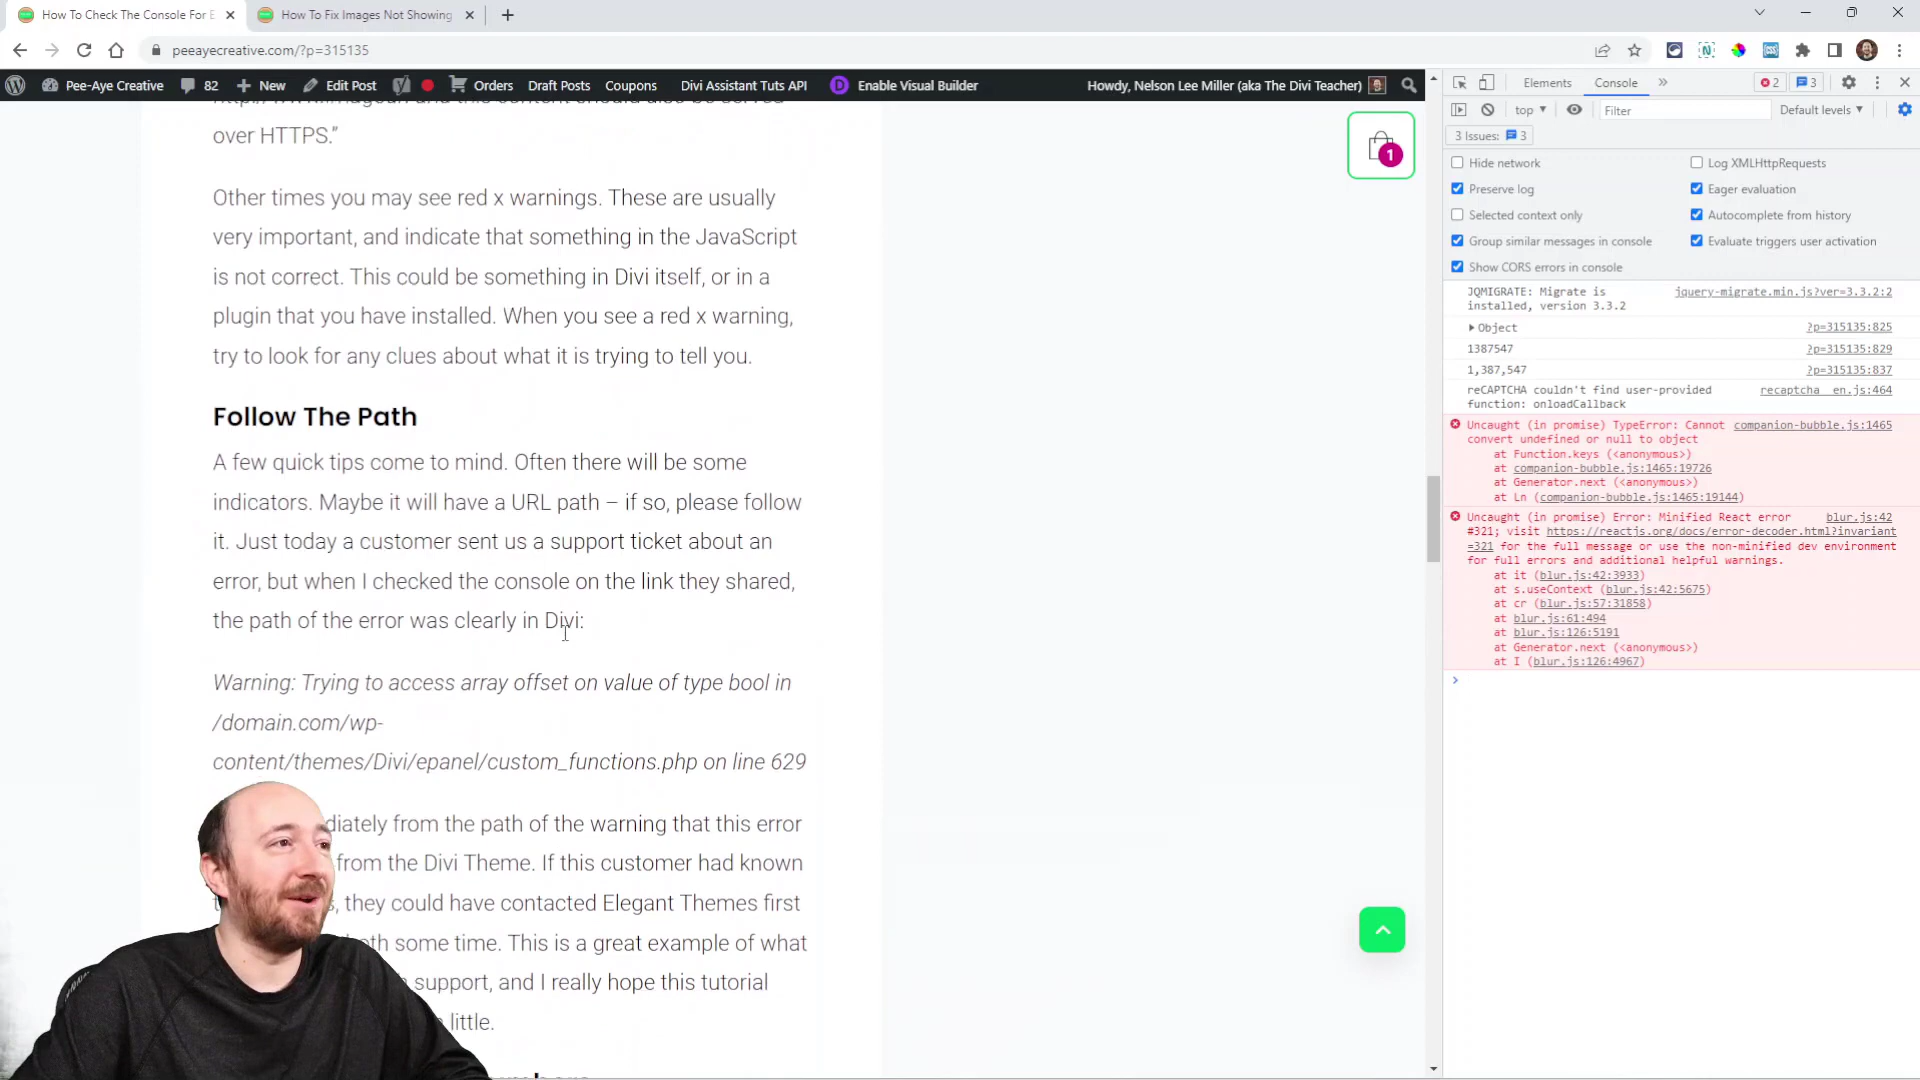 How To Check The Console For E
How To Fix Images Not Showing
peeayecreative.com/?p=315135
Pee-Aye Creative
82
New
Edit Post
Orders
Draft Posts
Coupons
Divi Assistant Tuts API
Enable Visual Builder
Howdy, Nelson Lee Miller (aka The Divi Teacher)
over HTTPS.”
Other times you may see red x warnings. These are usually
very important, and indicate that something in the JavaScript
is not correct. This could be something in Divi itself, or in a
plugin that you have installed. When you see a red x warning,
try to look for any clues about what it is trying to tell you.
Follow The Path
A few quick tips come to mind. Often there will be some
indicators. Maybe it will have a URL path – if so, please follow
it. Just today a customer sent us a support ticket about an
error, but when I checked the console on the link they shared,
the path of the error was clearly in Divi:
Warning: Trying to access array offset on value of type bool in
/domain.com/wp-
content/themes/Divi/epanel/custom_functions.php on line 629
diately from the path of the warning that this error
from the Divi Theme. If this customer had known
, they could have contacted Elegant Themes first
some time. This is a great example of what
support, and I really hope this tutorial
little.
1
Elements
Console
2
3
top
Filter
Default levels
3 Issues:
3
Hide network
Log XMLHttpRequests
Preserve log
Eager evaluation
Selected context only
Autocomplete from history
Group similar messages in console
Evaluate triggers user activation
Show CORS errors in console
JQMIGRATE: Migrate is
installed, version 3.3.2
jquery-migrate.min.js?ver=3.3.2:2
Object
?p=315135:825
1387547
?p=315135:829
1,387,547
?p=315135:837
reCAPTCHA couldn't find user-provided
function: onloadCallback
recaptcha__en.js:464
Uncaught (in promise) TypeError: Cannot
convert undefined or null to object
companion-bubble.js:1465
at Function.keys (<anonymous>)
at companion-bubble.js:1465:19726
at Generator.next (<anonymous>)
at Ln (companion-bubble.js:1465:19144)
Uncaught (in promise) Error: Minified React error
blur.js:42
#321; visit https://reactjs.org/docs/error-decoder.html?invariant
=321 for the full message or use the non-minified dev environment
for full errors and additional helpful warnings.
at it (blur.js:42:3933)
at s.useContext (blur.js:42:5675)
at cr (blur.js:57:31858)
at blur.js:61:494
at blur.js:126:5191
at Generator.next (<anonymous>)
at I (blur.js:126:4967)